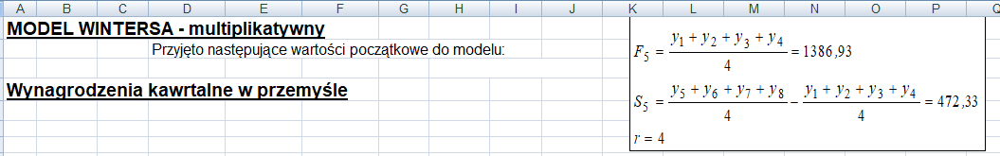 A B C D E F G H I J K L M N O P Q
MODEL WINTERSA - multiplikatywny
Przyjęto następujące wartości początkowe do modelu:
F₅ = (y₁ + y₂ + y₃ + y₄) / 4 = 1386,93
Wynagrodzenia kawrtalne w przemyśle
S₅ = (y₅ + y₆ + y₇ + y₈) / 4 − (y₁ + y₂ + y₃ + y₄) / 4 = 472,33
r = 4